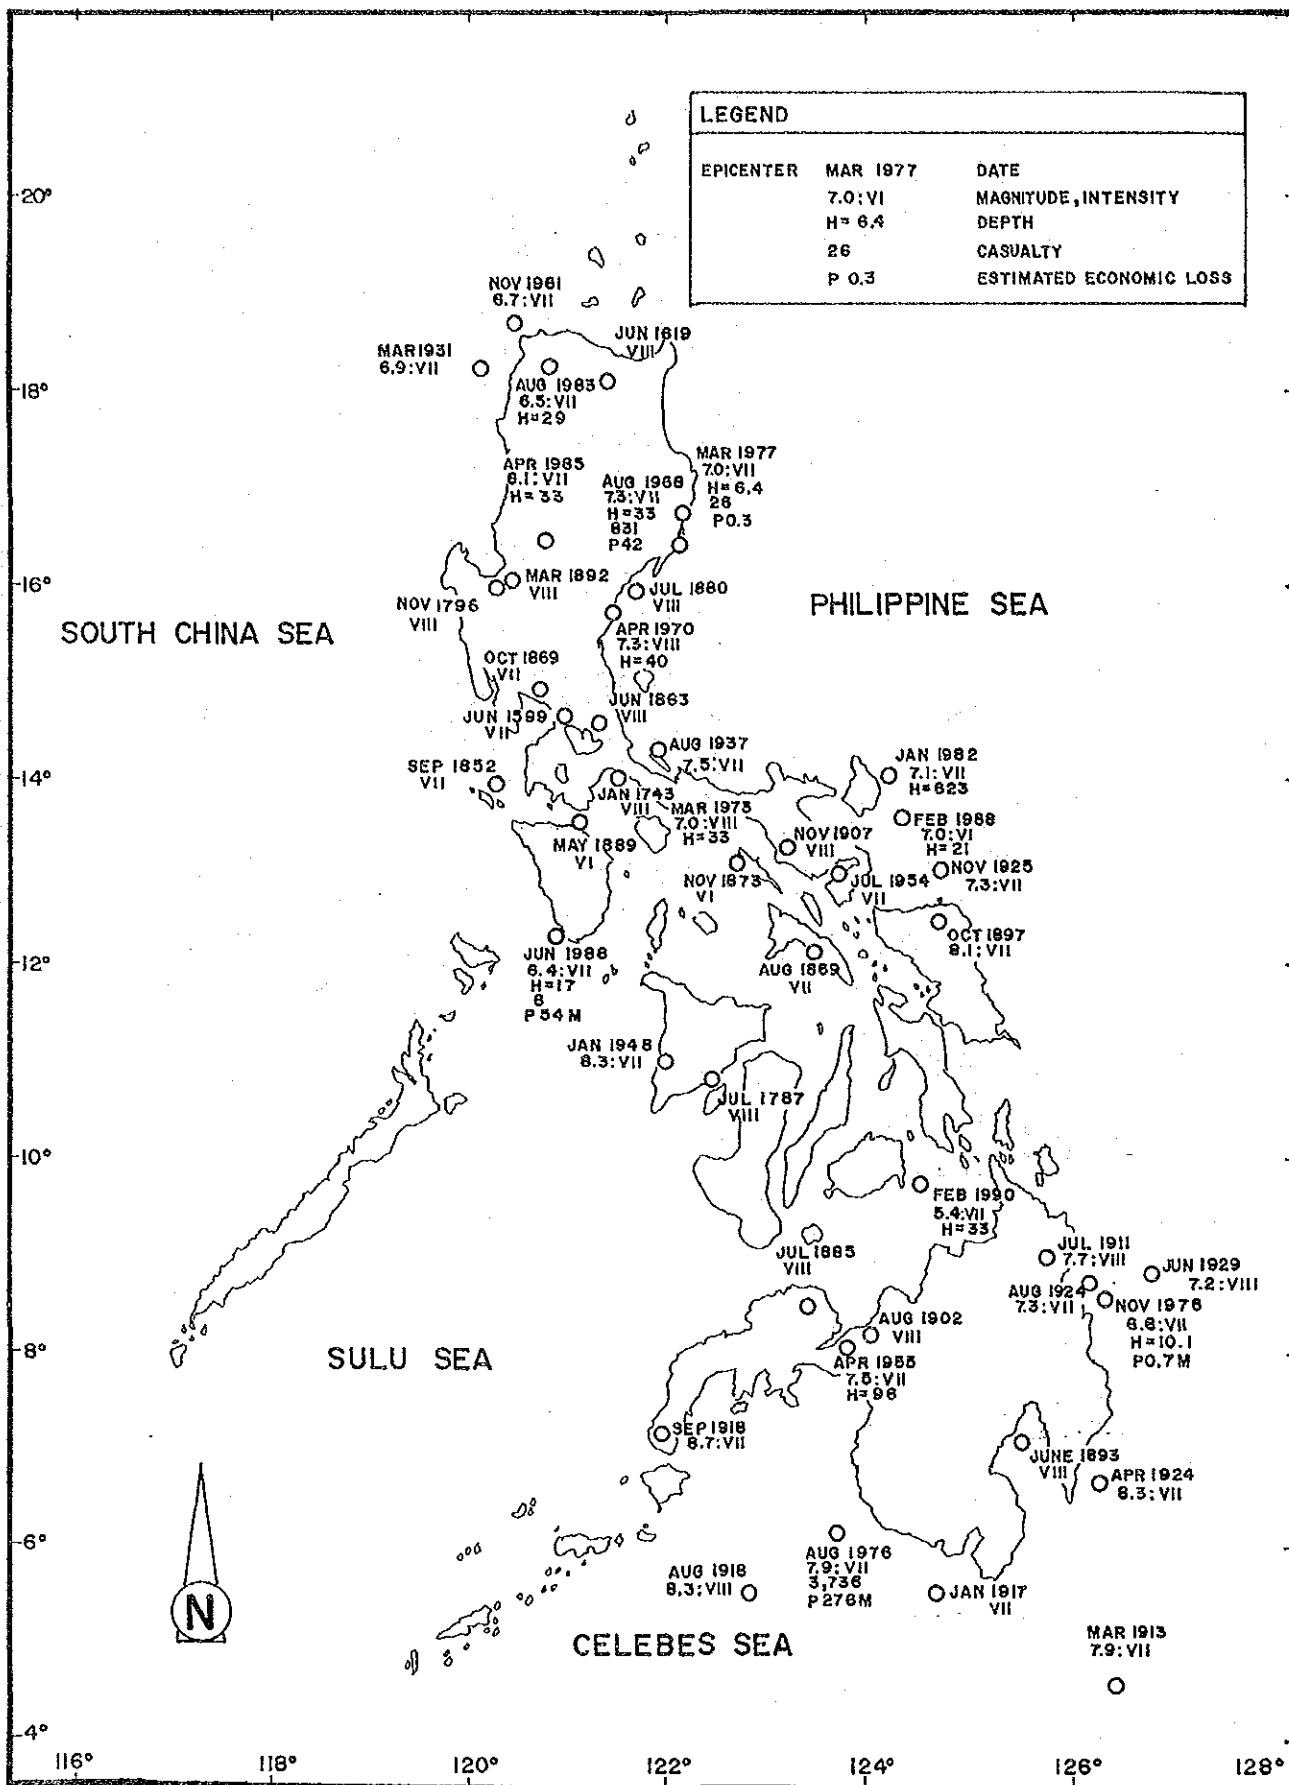 LEGEND
EPICENTER MAR 1977 DATE
7.0:VI MAGNITUDE, INTENSITY
H= 6.4 DEPTH
26 CASUALTY
P 0.3 ESTIMATED ECONOMIC LOSS
20°
18°
16°
14°
12°
10°
8°
6°
4°
NOV 1961
6.7:VII
MAR 1931
6.9:VII
JUN 1619
VIII
AUG 1983
6.5:VII
H=29
APR 1985
6.1:VII
H=33
AUG 1968
7.3:VII
H=33
831
P42
MAR 1977
7.0:VII
H=6.4
26
P0.3
MAR 1892
VIII
NOV 1796
VIII
JUL 1880
VIII
APR 1970
7.3:VIII
H=40
SOUTH CHINA SEA
PHILIPPINE SEA
OCT 1869
VII
JUN 1599
VII
JUN 1863
VIII
AUG 1937
7.5:VII
SEP 1852
VII
JAN 1743
VIII
MAR 1973
7.0:VIII
H=33
JAN 1982
7.1:VII
H=623
FEB 1988
7.0:VI
H=21
MAY 1889
VI
NOV 1907
VIII
NOV 1873
VI
JUL 1954
VII
NOV 1925
7.3:VII
OCT 1897
8.1:VII
JUN 1988
6.4:VII
H=17
6
P54M
AUG 1869
VII
JAN 1948
8.3:VII
JUL 1787
VIII
FEB 1990
5.4:VII
H=33
JUL 1885
VIII
JUL 1911
7.7:VIII
JUN 1929
7.2:VIII
AUG 1924
7.3:VII
NOV 1976
6.8:VII
H=10.1
P0.7M
AUG 1902
VIII
APR 1955
7.5:VII
H=96
SULU SEA
SEP 1918
8.7:VII
JUNE 1893
VIII
APR 1924
8.3:VII
AUG 1918
8.3:VIII
AUG 1976
7.9:VII
3,736
P276M
JAN 1917
VII
N
CELEBES SEA
MAR 1913
7.9:VII
116° 118° 120° 122° 124° 126° 128°